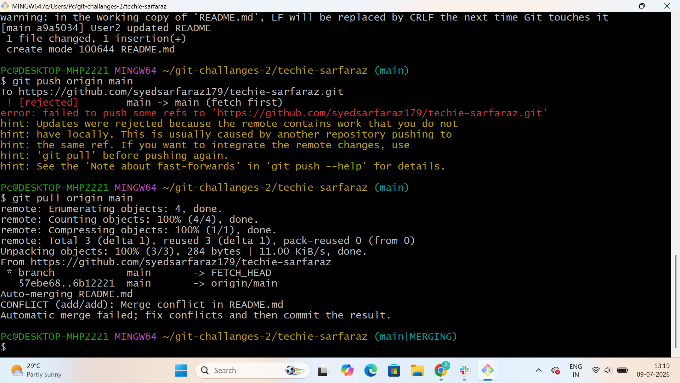 MINGW64:/c/Users/Pc/git-challanges-2/techie-sarfaraz
warning: in the working copy of 'README.md', LF will be replaced by CRLF the next time Git touches it
[main a9a5034] User2 updated README
 1 file changed, 1 insertion(+)
 create mode 100644 README.md
Pc@DESKTOP-MHP2221 MINGW64 ~/git-challanges-2/techie-sarfaraz (main)
$ git push origin main
To https://github.com/syedsarfaraz179/techie-sarfaraz.git
 ! [rejected]        main -> main (fetch first)
error: failed to push some refs to 'https://github.com/syedsarfaraz179/techie-sarfaraz.git'
hint: Updates were rejected because the remote contains work that you do not
hint: have locally. This is usually caused by another repository pushing to
hint: the same ref. If you want to integrate the remote changes, use
hint: 'git pull' before pushing again.
hint: See the 'Note about fast-forwards' in 'git push --help' for details.
Pc@DESKTOP-MHP2221 MINGW64 ~/git-challanges-2/techie-sarfaraz (main)
$ git pull origin main
remote: Enumerating objects: 4, done.
remote: Counting objects: 100% (4/4), done.
remote: Compressing objects: 100% (1/1), done.
remote: Total 3 (delta 1), reused 3 (delta 1), pack-reused 0 (from 0)
Unpacking objects: 100% (3/3), 284 bytes | 11.00 KiB/s, done.
From https://github.com/syedsarfaraz179/techie-sarfaraz
 * branch            main       -> FETCH_HEAD
   57ebe68..6b12221  main       -> origin/main
Auto-merging README.md
CONFLICT (add/add): Merge conflict in README.md
Automatic merge failed; fix conflicts and then commit the result.
Pc@DESKTOP-MHP2221 MINGW64 ~/git-challanges-2/techie-sarfaraz (main|MERGING)
$
29°C
Partly sunny
Search
ENG
IN
13:19
09-07-2026